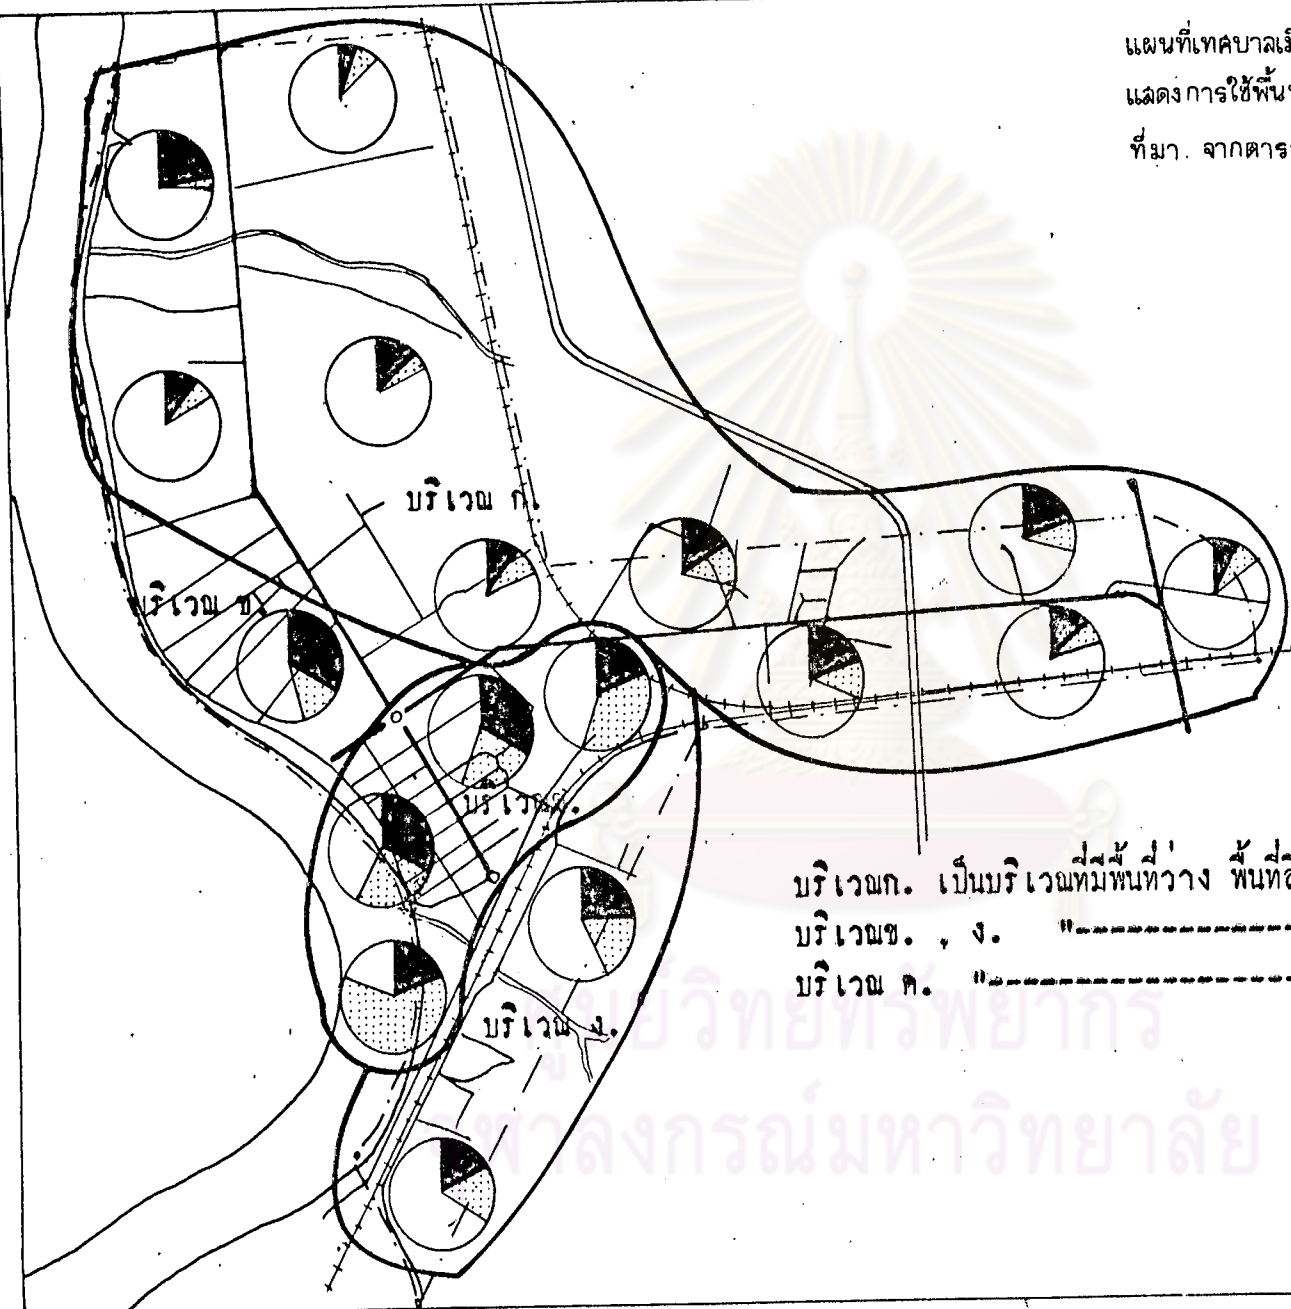 แผนที่เทศบาลเมื
แสดงการใช้พื้นท
ที่มา. จากตาราง
บริเวณ ก.
บริเวณ ข.
บริเวณค.
บริเวณก. เป็นบริเวณที่มีพื้นที่ว่าง พื้นที่สี
บริเวณข. , ง. "
บริเวณ ค. "
บริเวณ ง.
ศูนย์วิทยทรัพยากร
จุฬาลงกรณ์มหาวิทยาลัย